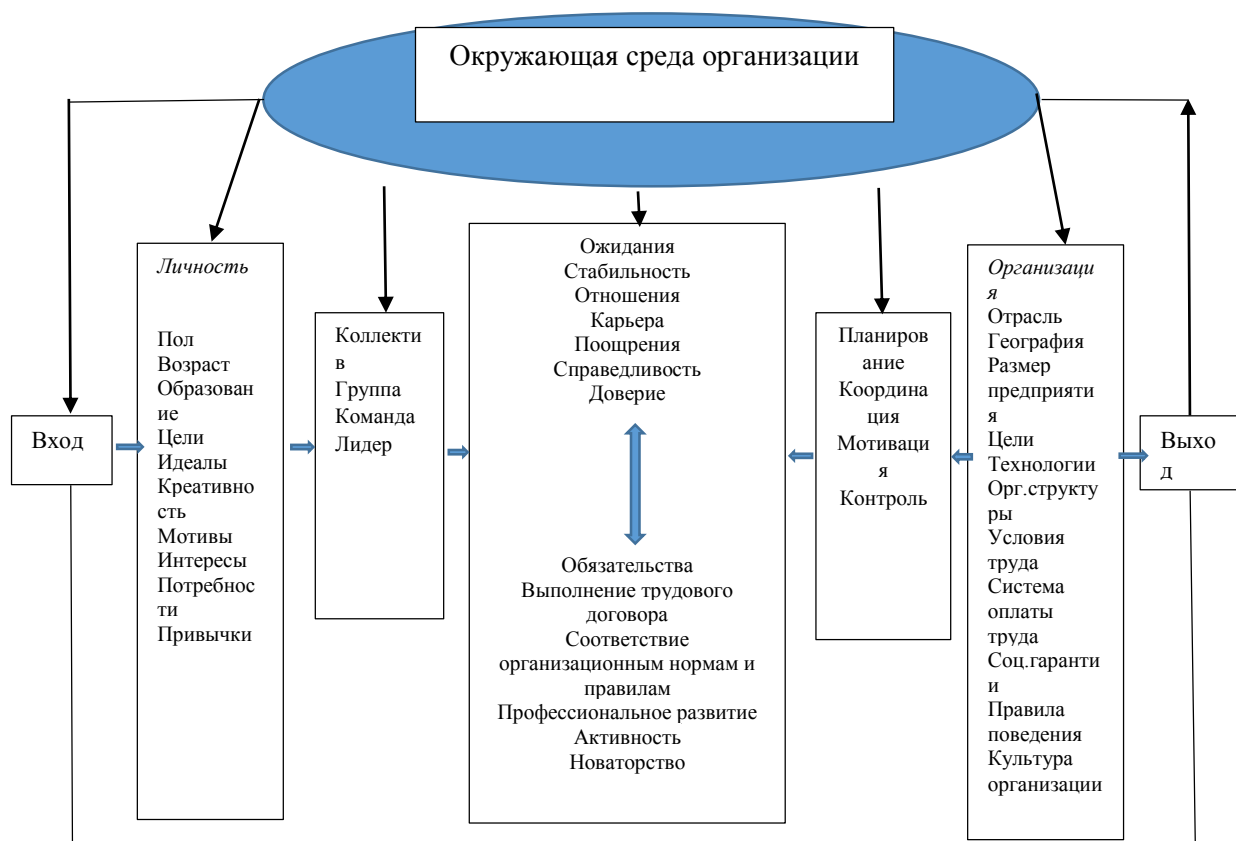 Окружающая среда организации
Вход
Личность
Пол
Возраст
Образован
ие
Цели
Идеалы
Креативно
сть
Мотивы
Интересы
Потребнос
ти
Привычки
Коллекти
в
Группа
Команда
Лидер
Ожидания
Стабильность
Отношения
Карьера
Поощрения
Справедливость
Доверие
Обязательства
Выполнение трудового
договора
Соответствие
организационным нормам и
правилам
Профессиональное развитие
Активность
Новаторство
Планиров
ание
Координа
ция
Мотиваци
я
Контроль
Организаци
я
Отрасль
География
Размер
предприяти
я
Цели
Технологии
Орг.структу
ры
Условия
труда
Система
оплаты
труда
Соц.гаранти
и
Правила
поведения
Культура
организации
Выхо
д